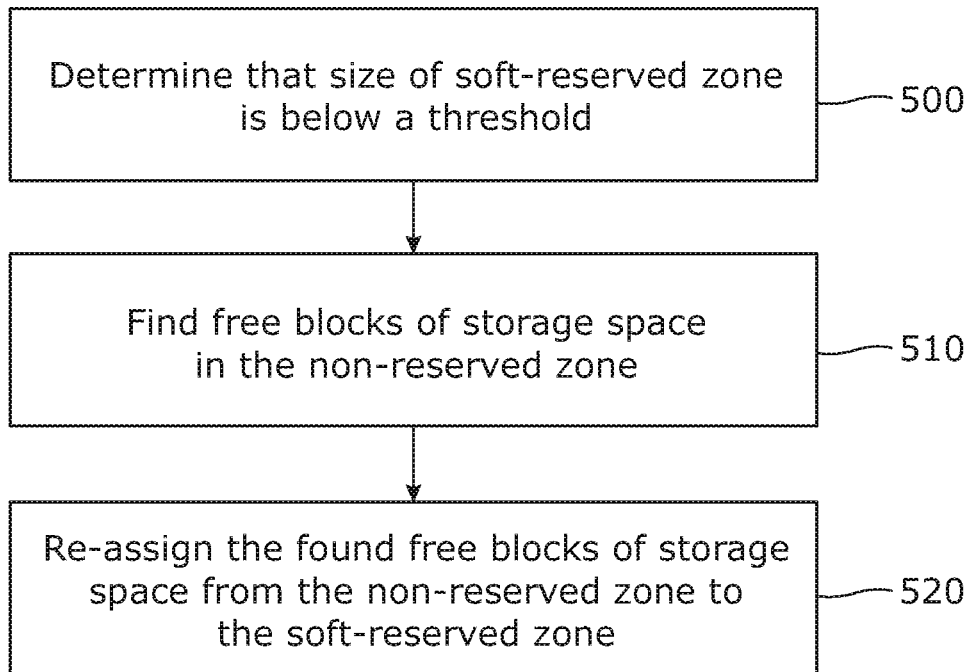 Determine that size of soft-reserved zone
is below a threshold
500
Find free blocks of storage space
in the non-reserved zone
510
Re-assign the found free blocks of storage
space from the non-reserved zone to
the soft-reserved zone
520